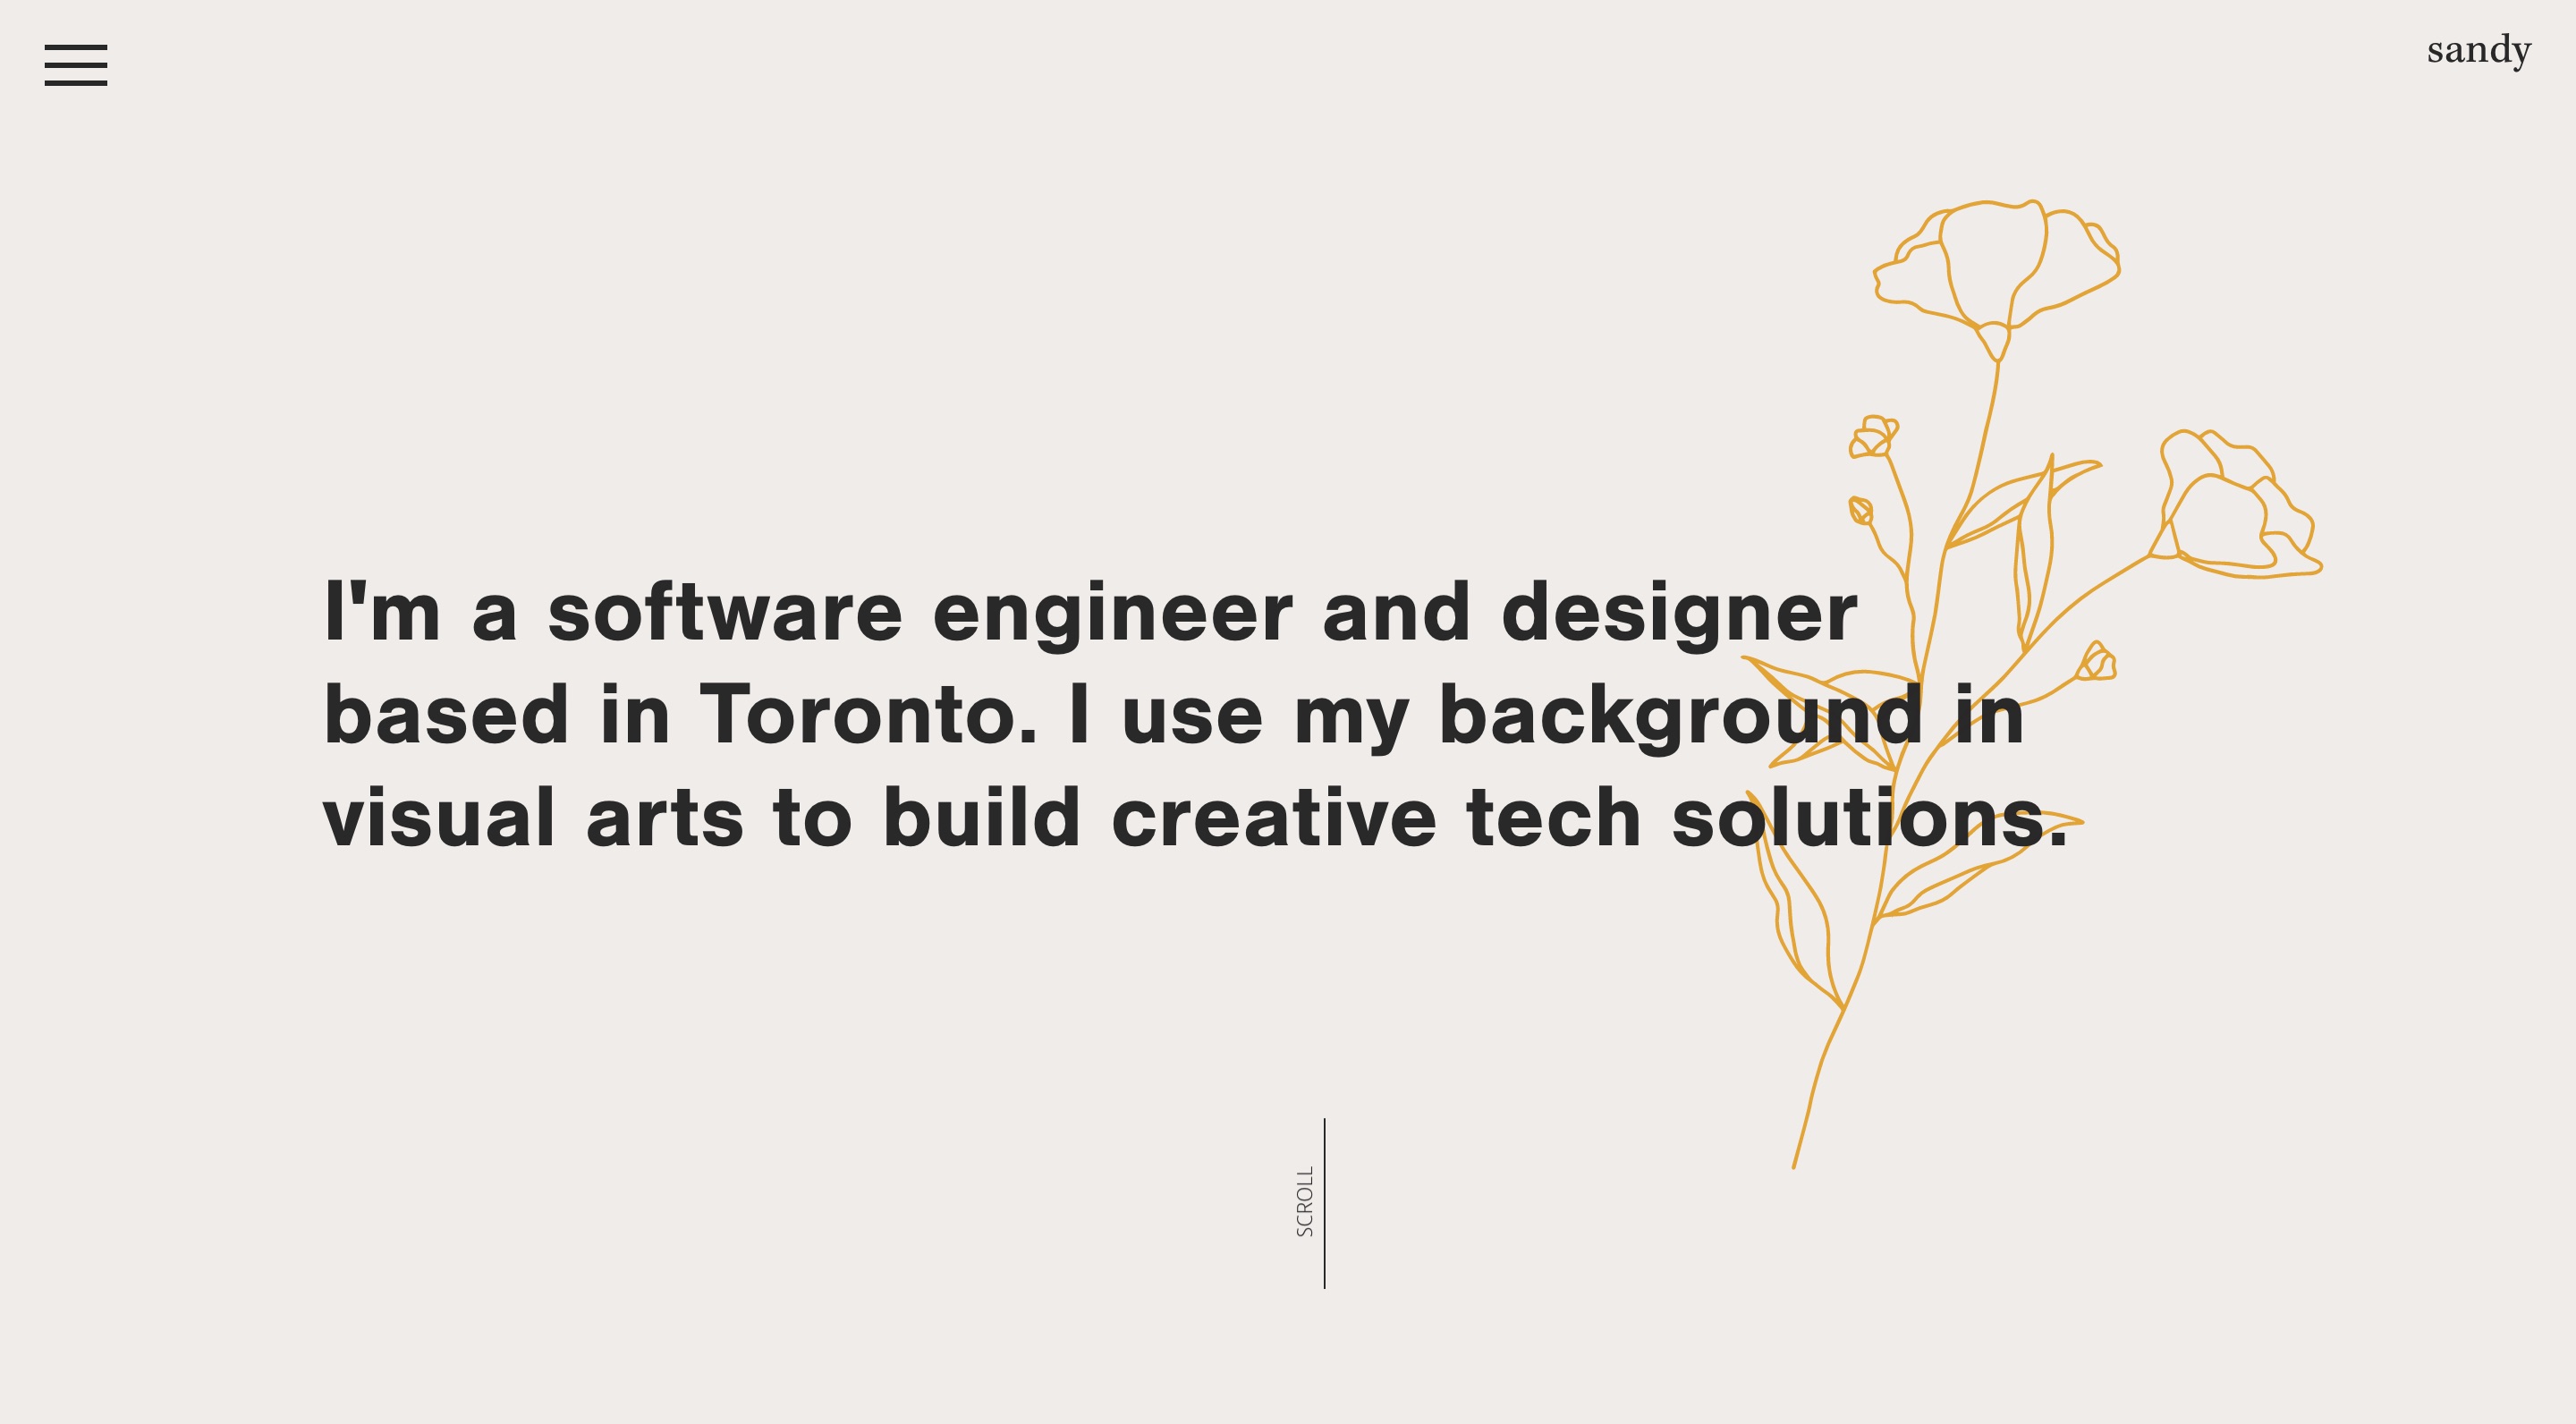 sandy
I'm a software engineer and designer
based in Toronto. I use my background in
visual arts to build creative tech solutions.
SCROLL